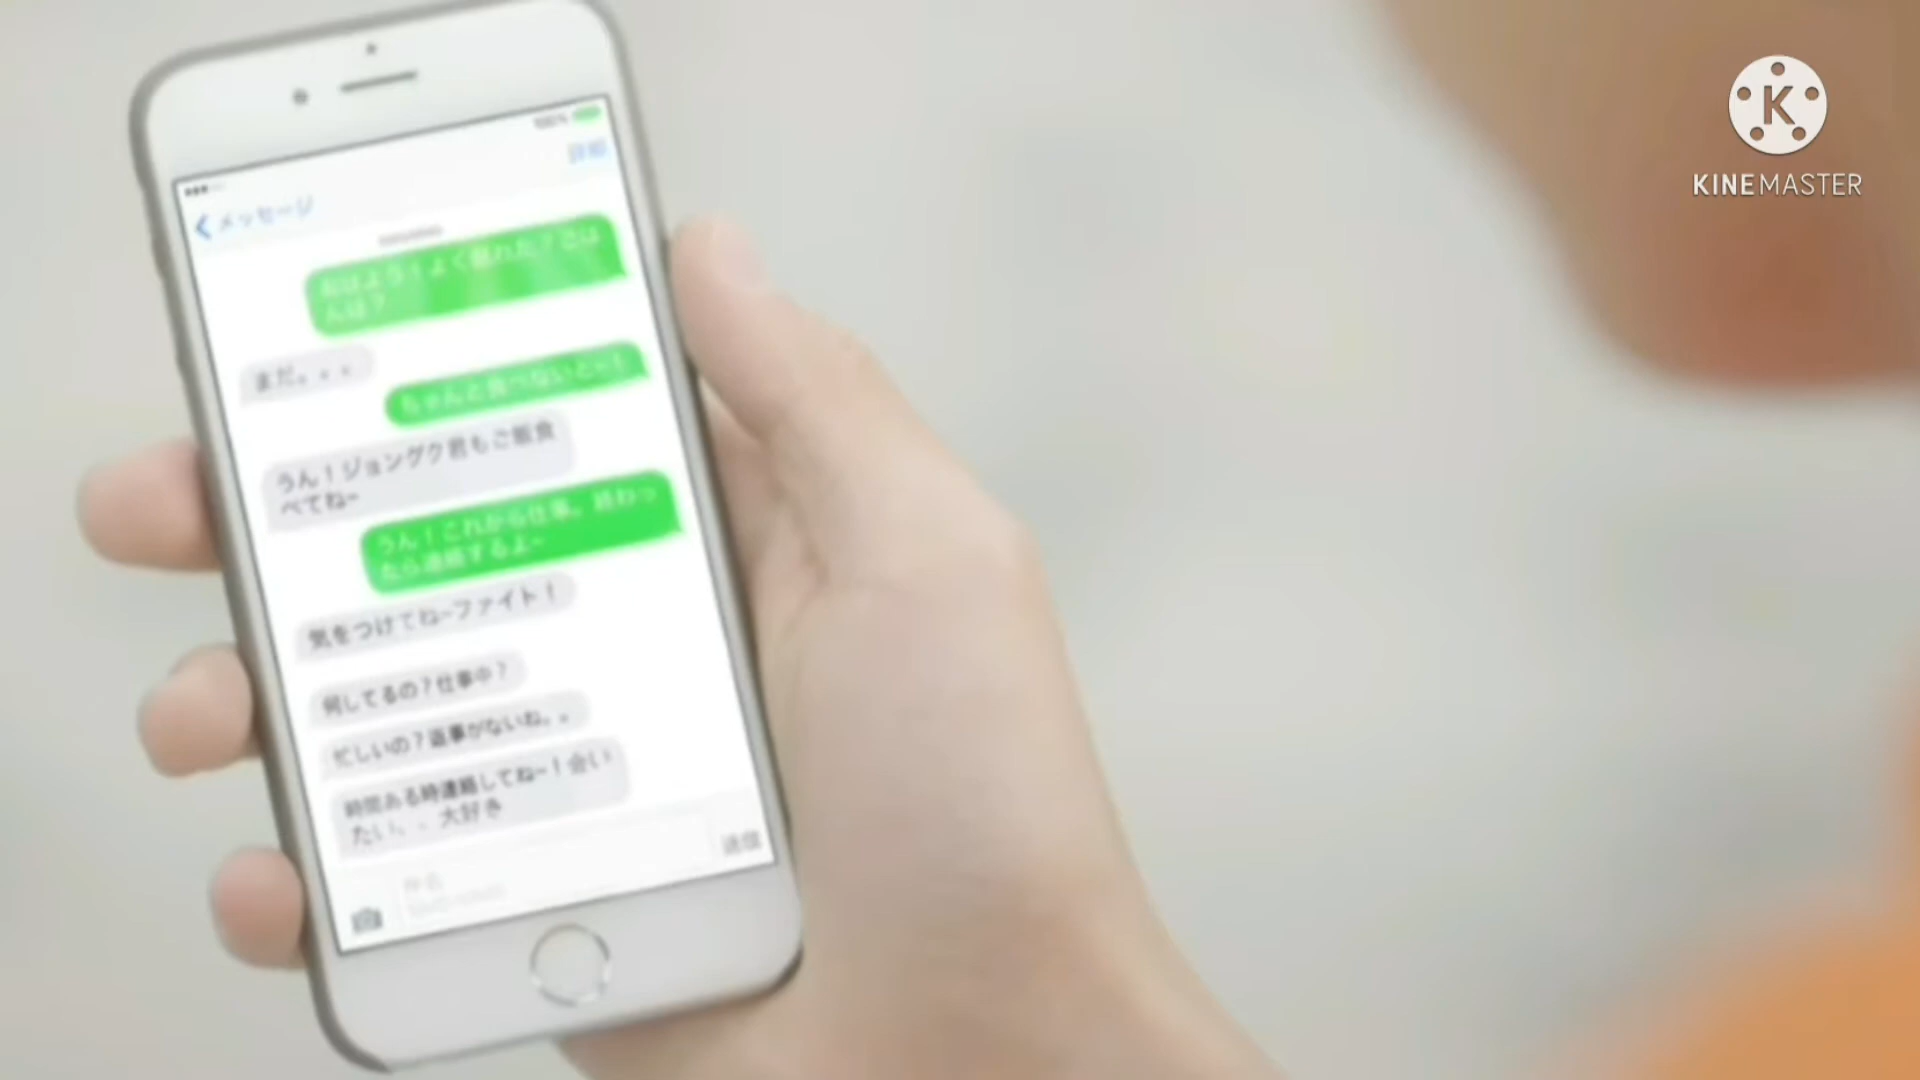 100%
メッセージ
詳細
おはよう！よく眠れた？ごは
んは？
まだ。。。
ちゃんと食べないと~！
うん！ジョングク君もご飯食
べてね~
うん！これから仕事。終わっ
たら連絡するよ~
気をつけてね~ファイト！
何してるの？仕事中？
忙しいの？返事がないね。。
時間ある時連絡してね~！会い
たい、、大好き
件名
送信
K
KINEMASTER